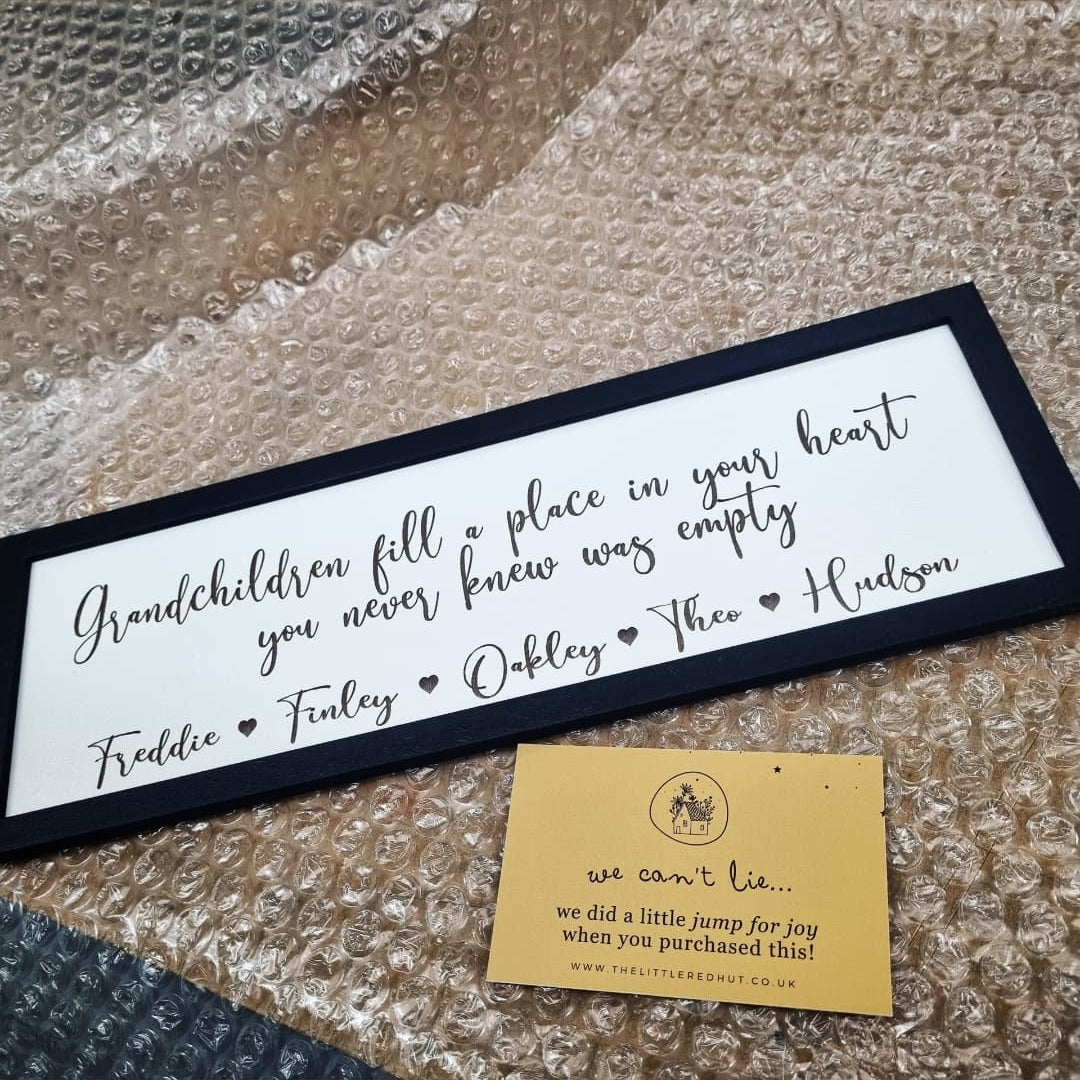 Grandchildren fill a place in your heart
you never knew was empty
Freddie ♥ Finley ♥ Oakley ♥ Theo ♥ Hudson
we can't lie...
we did a little jump for joy
when you purchased this!
WWW.THELITTLEREDHUT.CO.UK